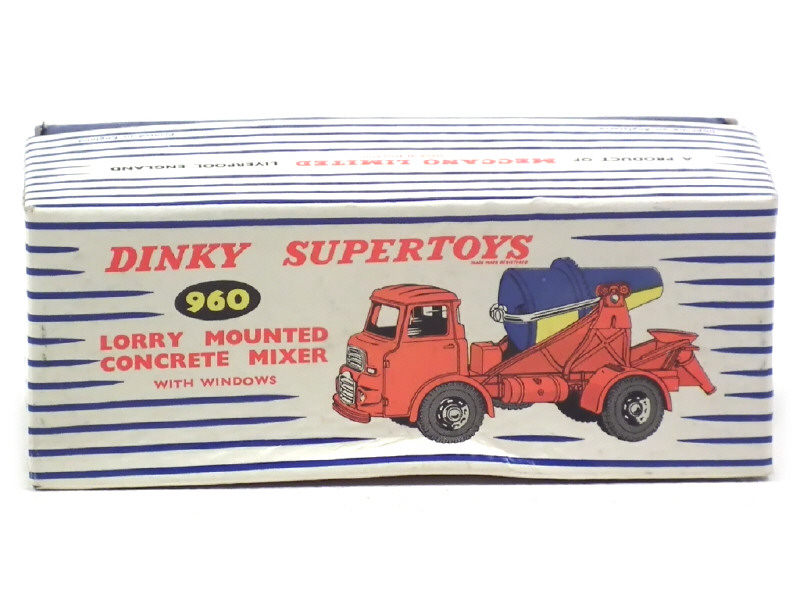 A PRODUCT OF MECCANO LIMITED LIVERPOOL ENGLAND
DINKY SUPERTOYS
960
LORRY MOUNTED
CONCRETE MIXER
WITH WINDOWS